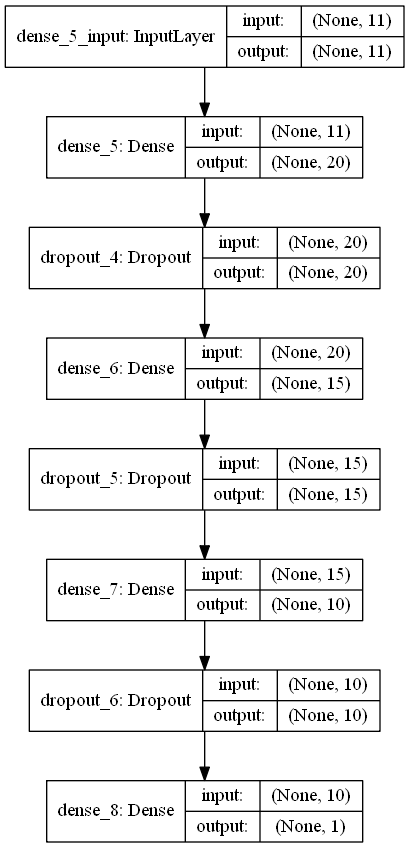 dense_5_input: InputLayer
input: (None, 11)
output: (None, 11)
dense_5: Dense
input: (None, 11)
output: (None, 20)
dropout_4: Dropout
input: (None, 20)
output: (None, 20)
dense_6: Dense
input: (None, 20)
output: (None, 15)
dropout_5: Dropout
input: (None, 15)
output: (None, 15)
dense_7: Dense
input: (None, 15)
output: (None, 10)
dropout_6: Dropout
input: (None, 10)
output: (None, 10)
dense_8: Dense
input: (None, 10)
output: (None, 1)